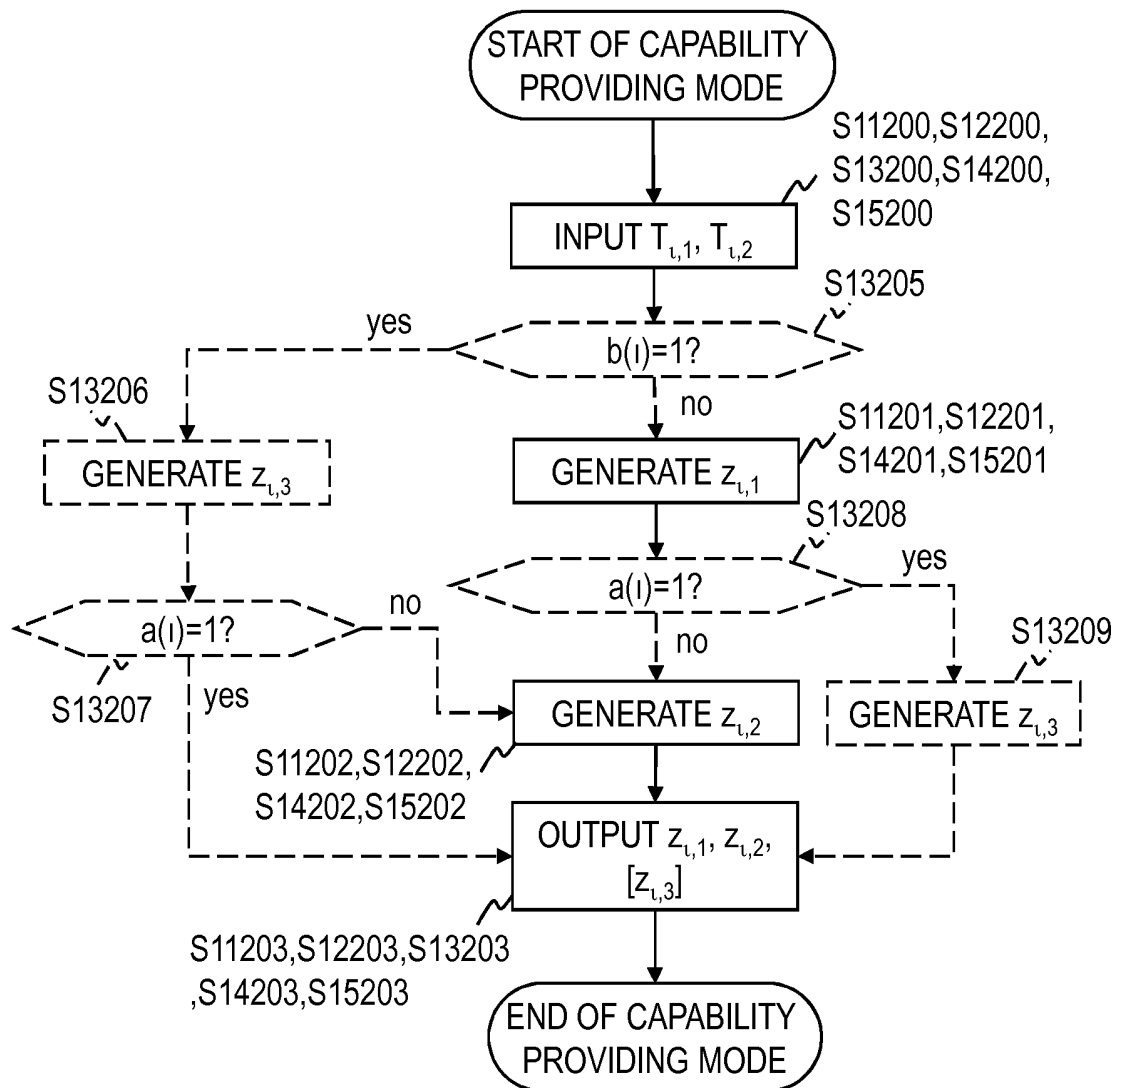 START OF CAPABILITY
PROVIDING MODE
S11200,S12200,
S13200,S14200,
S15200
INPUT Tι,1, Tι,2
S13205
yes
b(ι)=1?
no
S13206
GENERATE zι,3
S11201,S12201,
S14201,S15201
GENERATE zι,1
S13208
a(ι)=1?
yes
no
a(ι)=1?
no
S13207
yes
S13209
GENERATE zι,2
GENERATE zι,3
S11202,S12202,
S14202,S15202
OUTPUT zι,1, zι,2,
[zι,3]
S11203,S12203,S13203
,S14203,S15203
END OF CAPABILITY
PROVIDING MODE